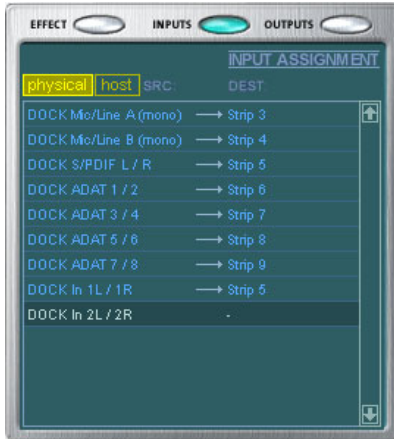 EFFECT INPUTS OUTPUTS
INPUT ASSIGNMENT
physical host SRC: DEST:
DOCK Mic/Line A (mono) → Strip 3
DOCK Mic/Line B (mono) → Strip 4
DOCK S/PDIF L / R → Strip 5
DOCK ADAT 1 / 2 → Strip 6
DOCK ADAT 3 / 4 → Strip 7
DOCK ADAT 5 / 6 → Strip 8
DOCK ADAT 7 / 8 → Strip 9
DOCK In 1L / 1R → Strip 5
DOCK In 2L / 2R -